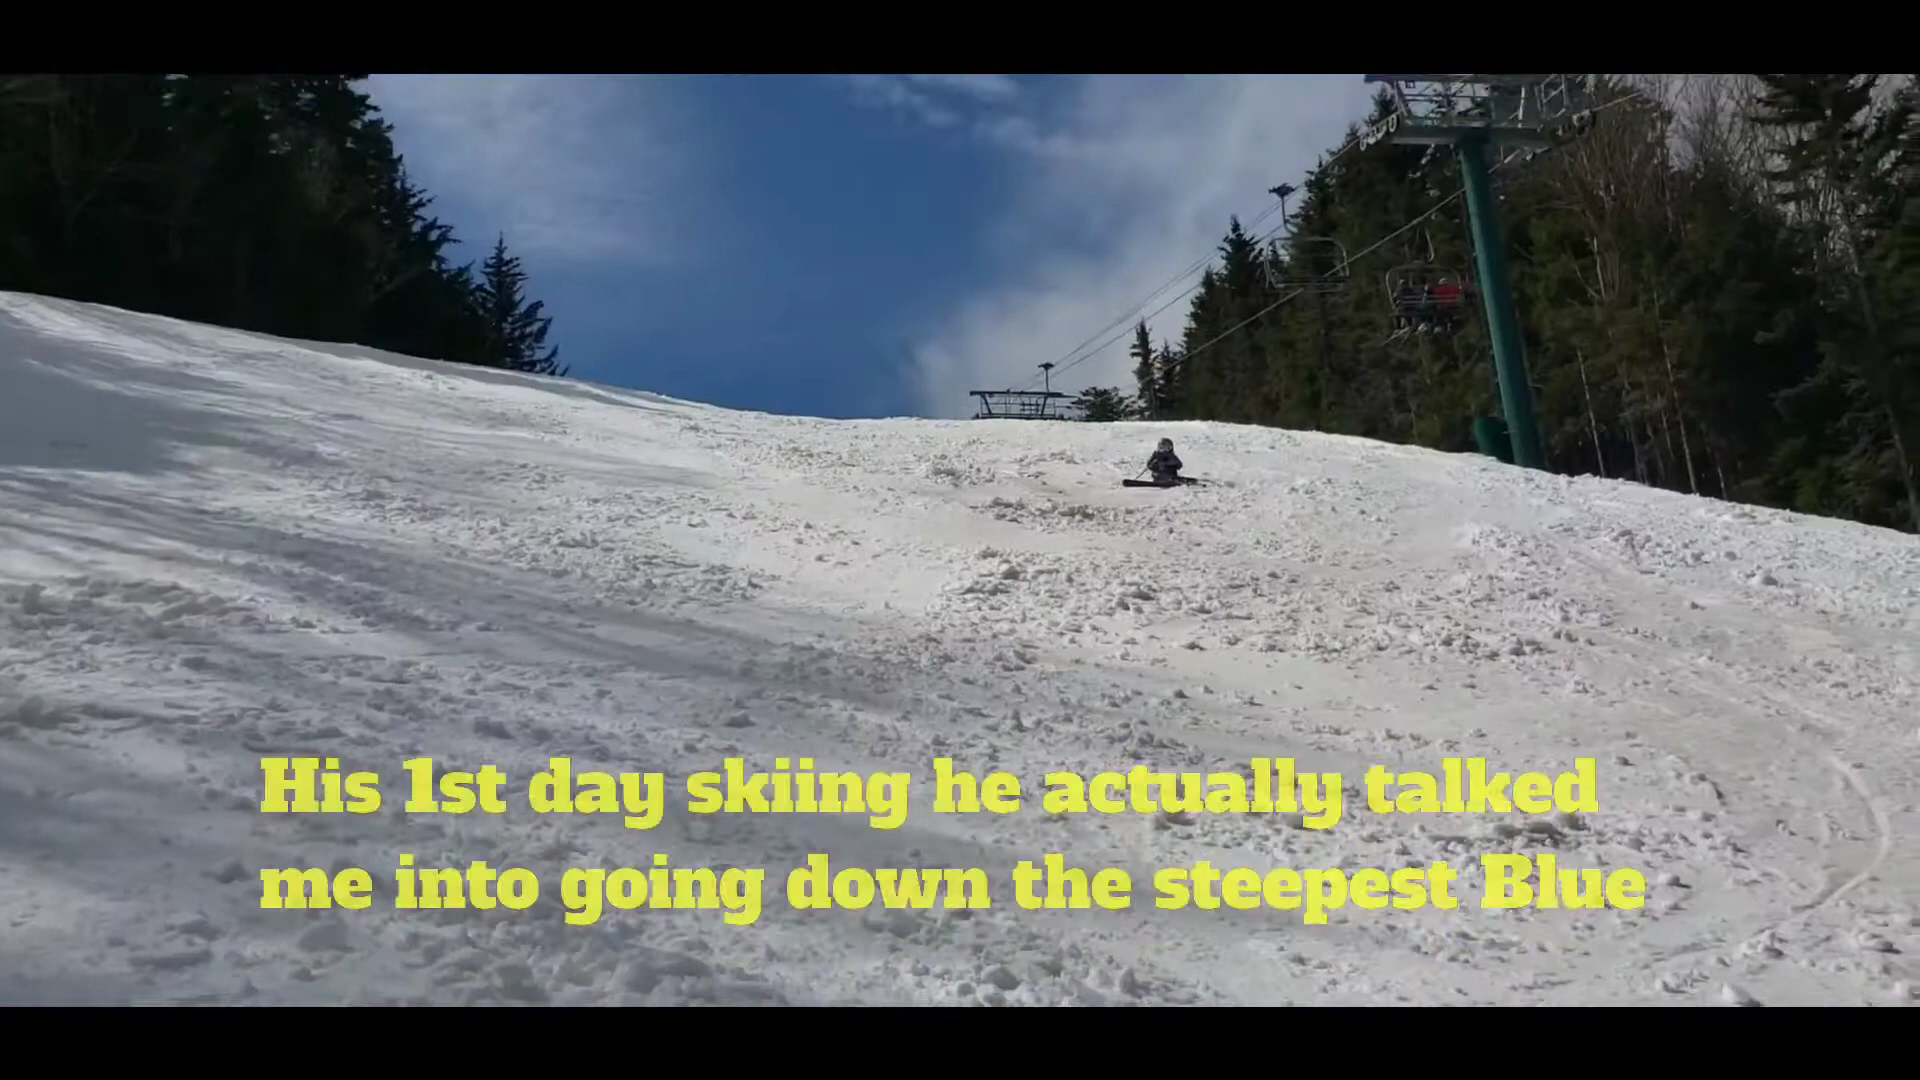 His 1st day skiing he actually talked
me into going down the steepest Blue